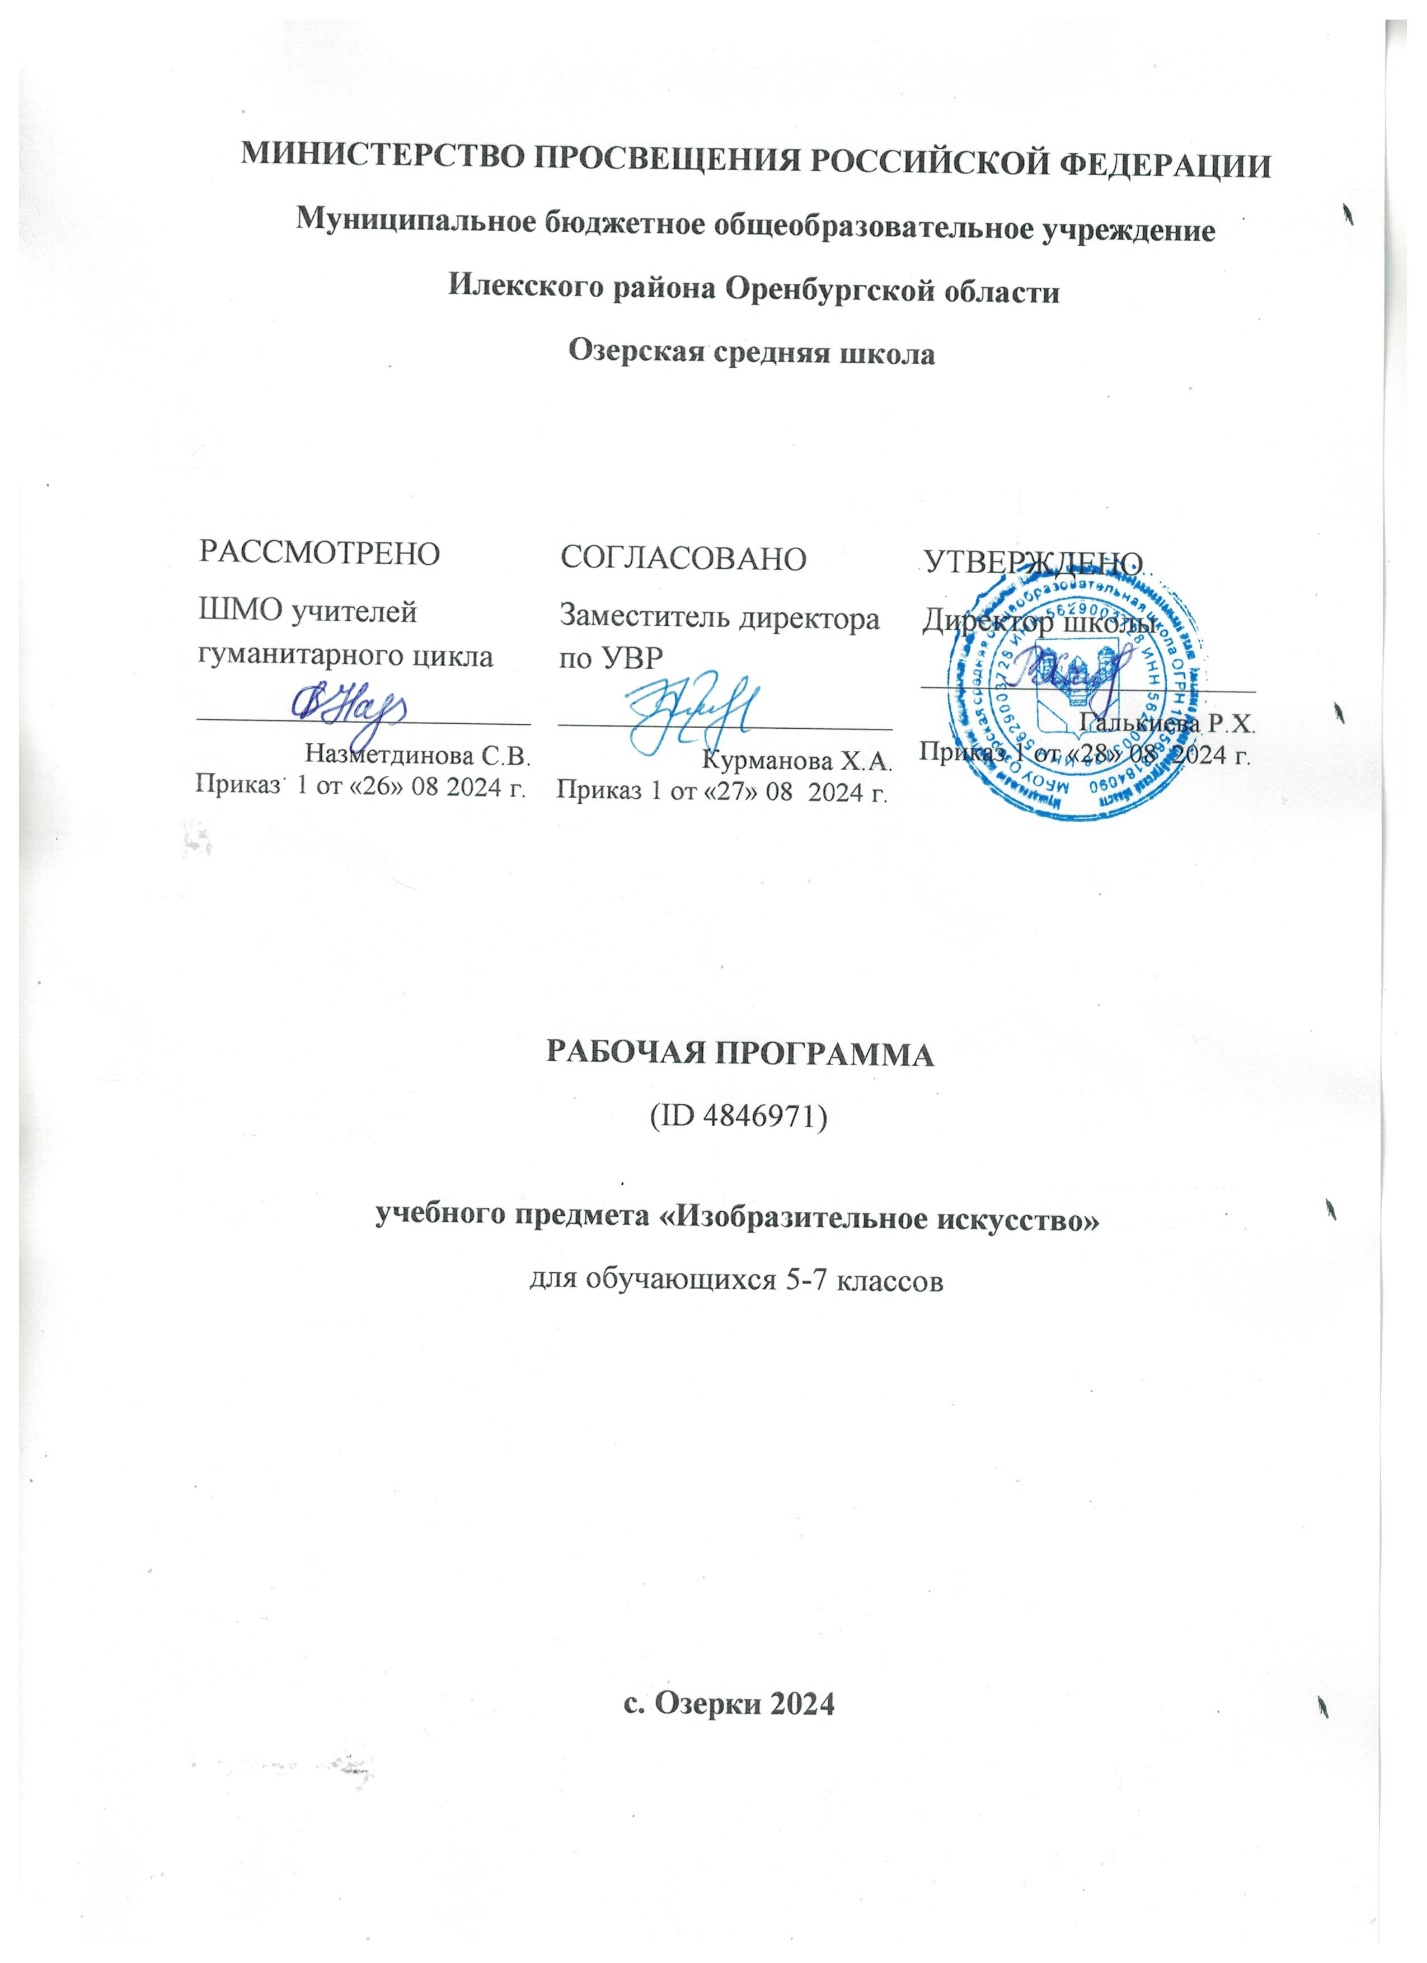 МИНИСТЕРСТВО ПРОСВЕЩЕНИЯ РОССИЙСКОЙ ФЕДЕРАЦИИ
Муниципальное бюджетное общеобразовательное учреждение
Илекского района Оренбургской области
Озерская средняя школа
РАССМОТРЕНО
ШМО учителей
гуманитарного цикла
Назметдинова С.В.
Приказ 1 от «26» 08 2024 г.
СОГЛАСОВАНО
Заместитель директора
по УВР
Курманова Х.А.
Приказ 1 от «27» 08 2024 г.
УТВЕРЖДЕНО
Директор школы
Галькиева Р.Х.
Приказ 1 от «28» 08 2024 г.
РАБОЧАЯ ПРОГРАММА
(ID 4846971)
учебного предмета «Изобразительное искусство»
для обучающихся 5-7 классов
с. Озерки 2024